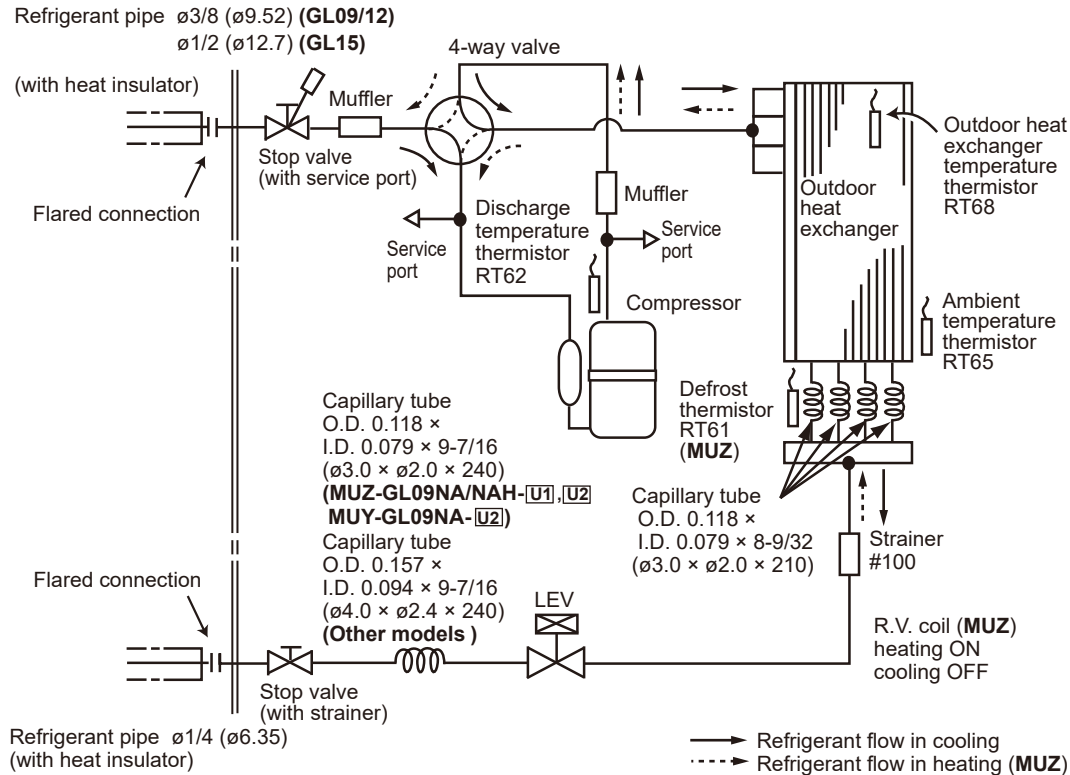 Refrigerant pipe ø3/8 (ø9.52) (GL09/12)
ø1/2 (ø12.7) (GL15)
(with heat insulator)
4-way valve
Muffler
Stop valve
(with service port)
Flared connection
Outdoor heat
exchanger
temperature
thermistor
RT68
Outdoor
heat
exchanger
Muffler
Discharge
temperature
thermistor
RT62
Service
port
Service
port
Compressor
Ambient
temperature
thermistor
RT65
Defrost
thermistor
RT61
(MUZ)
Capillary tube
O.D. 0.118 ×
I.D. 0.079 × 9-7/16
(ø3.0 × ø2.0 × 240)
(MUZ-GL09NA/NAH-U1,U2
MUY-GL09NA-U2)
Capillary tube
O.D. 0.157 ×
I.D. 0.094 × 9-7/16
(ø4.0 × ø2.4 × 240)
(Other models )
Capillary tube
O.D. 0.118 ×
I.D. 0.079 × 8-9/32
(ø3.0 × ø2.0 × 210)
Strainer
#100
Flared connection
LEV
R.V. coil (MUZ)
heating ON
cooling OFF
Stop valve
(with strainer)
Refrigerant pipe ø1/4 (ø6.35)
(with heat insulator)
Refrigerant flow in cooling
Refrigerant flow in heating (MUZ)